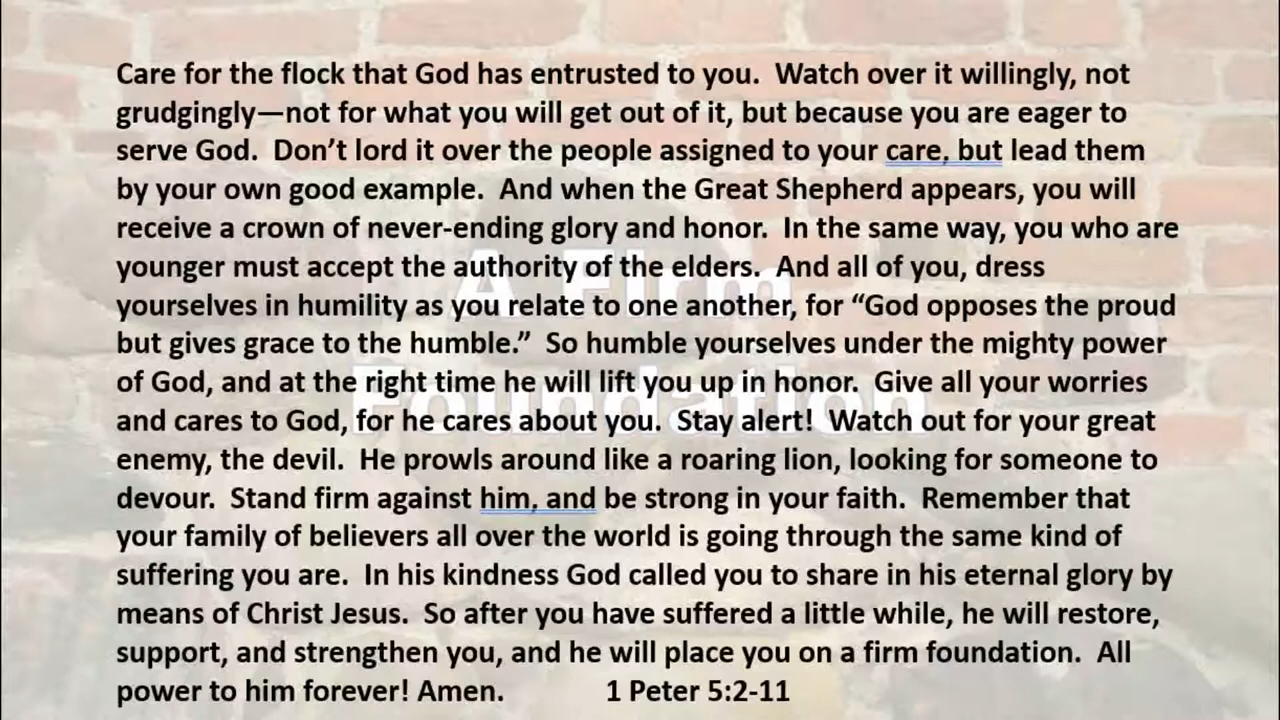 Care for the flock that God has entrusted to you.  Watch over it willingly, not
grudgingly—not for what you will get out of it, but because you are eager to
serve God.  Don’t lord it over the people assigned to your care, but lead them
by your own good example.  And when the Great Shepherd appears, you will
receive a crown of never-ending glory and honor.  In the same way, you who are
younger must accept the authority of the elders.  And all of you, dress
yourselves in humility as you relate to one another, for “God opposes the proud
but gives grace to the humble.”  So humble yourselves under the mighty power
of God, and at the right time he will lift you up in honor.  Give all your worries
and cares to God, for he cares about you.  Stay alert!  Watch out for your great
enemy, the devil.  He prowls around like a roaring lion, looking for someone to
devour.  Stand firm against him, and be strong in your faith.  Remember that
your family of believers all over the world is going through the same kind of
suffering you are.  In his kindness God called you to share in his eternal glory by
means of Christ Jesus.  So after you have suffered a little while, he will restore,
support, and strengthen you, and he will place you on a firm foundation.  All
power to him forever! Amen.  1 Peter 5:2-11
A Firm
Foundation